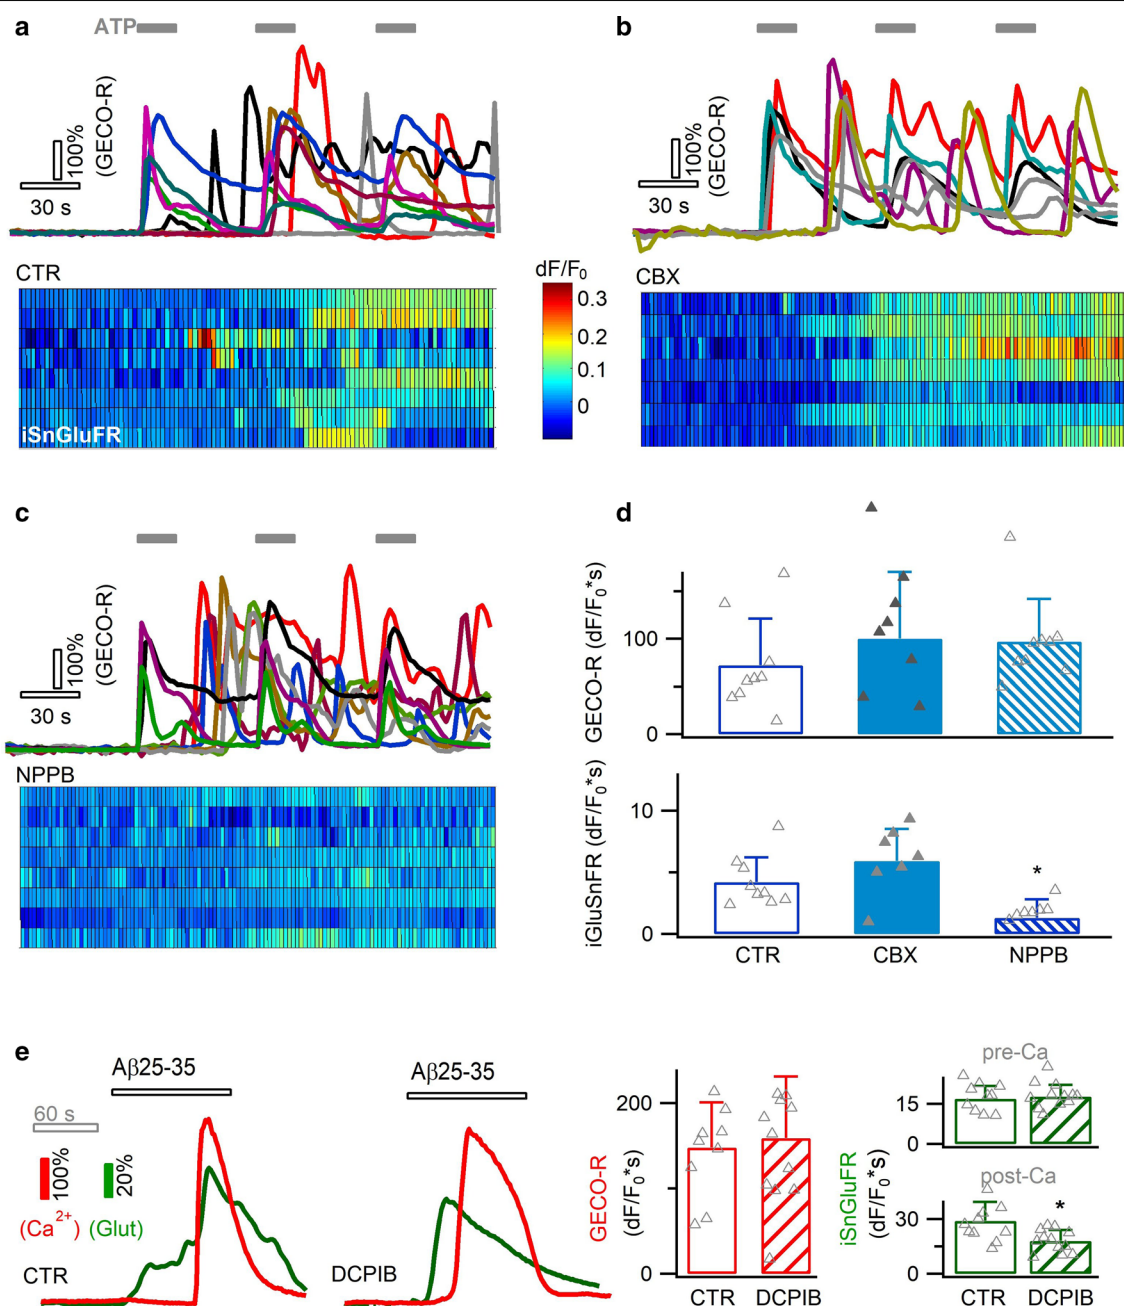 a
ATP
100%
(GECO-R)
30 s
CTR
iSnGluFR
dF/F0
0.3
0.2
0.1
0
b
100%
(GECO-R)
30 s
CBX
c
100%
(GECO-R)
30 s
NPPB
d
GECO-R (dF/F0*s)
100
0
iGluSnFR (dF/F0*s)
10
0
*
CTR CBX NPPB
e
Aβ25-35
60 s
100%
20%
(Ca2+) (Glut)
CTR
Aβ25-35
DCPIB
GECO-R
(dF/F0*s)
200
0
CTR DCPIB
iSnGluFR
(dF/F0*s)
pre-Ca
15
0
post-Ca
*
30
0
CTR DCPIB